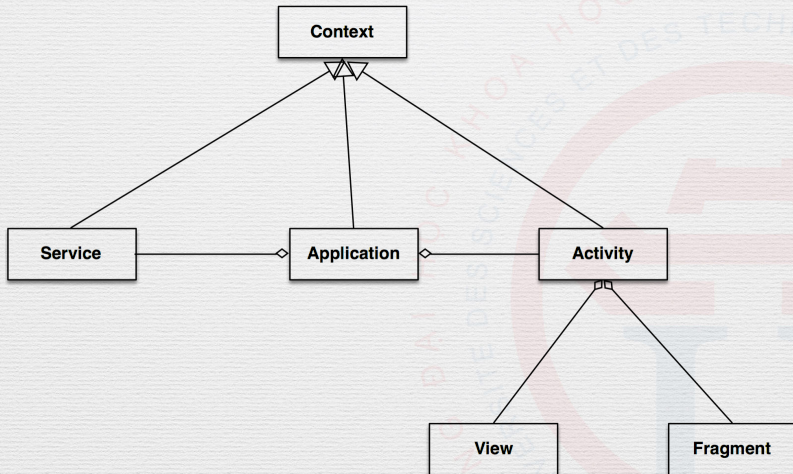 Context
Service
Application
Activity
View
Fragment